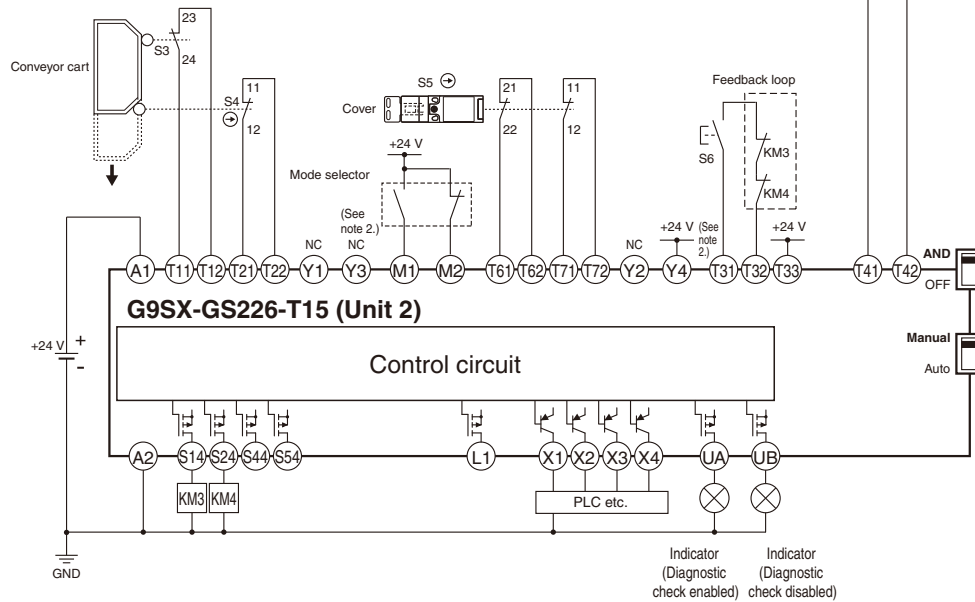 23
S3
24
Conveyor cart
11
S4
12
S5
Cover
21
22
11
12
Feedback loop
S6
KM3
KM4
+24 V
Mode selector
(See
note 2.)
+24 V
(See
note
2.)
+24 V
NC
NC
NC
A1 T11 T12 T21 T22 Y1 Y3 M1 M2 T61 T62 T71 T72 Y2 Y4 T31 T32 T33 T41 T42
AND
OFF
G9SX-GS226-T15 (Unit 2)
Manual
Auto
+24 V
+
-
Control circuit
A2 S14 S24 S44 S54 L1 X1 X2 X3 X4 UA UB
KM3 KM4
PLC etc.
GND
Indicator
(Diagnostic
check enabled)
Indicator
(Diagnostic
check disabled)